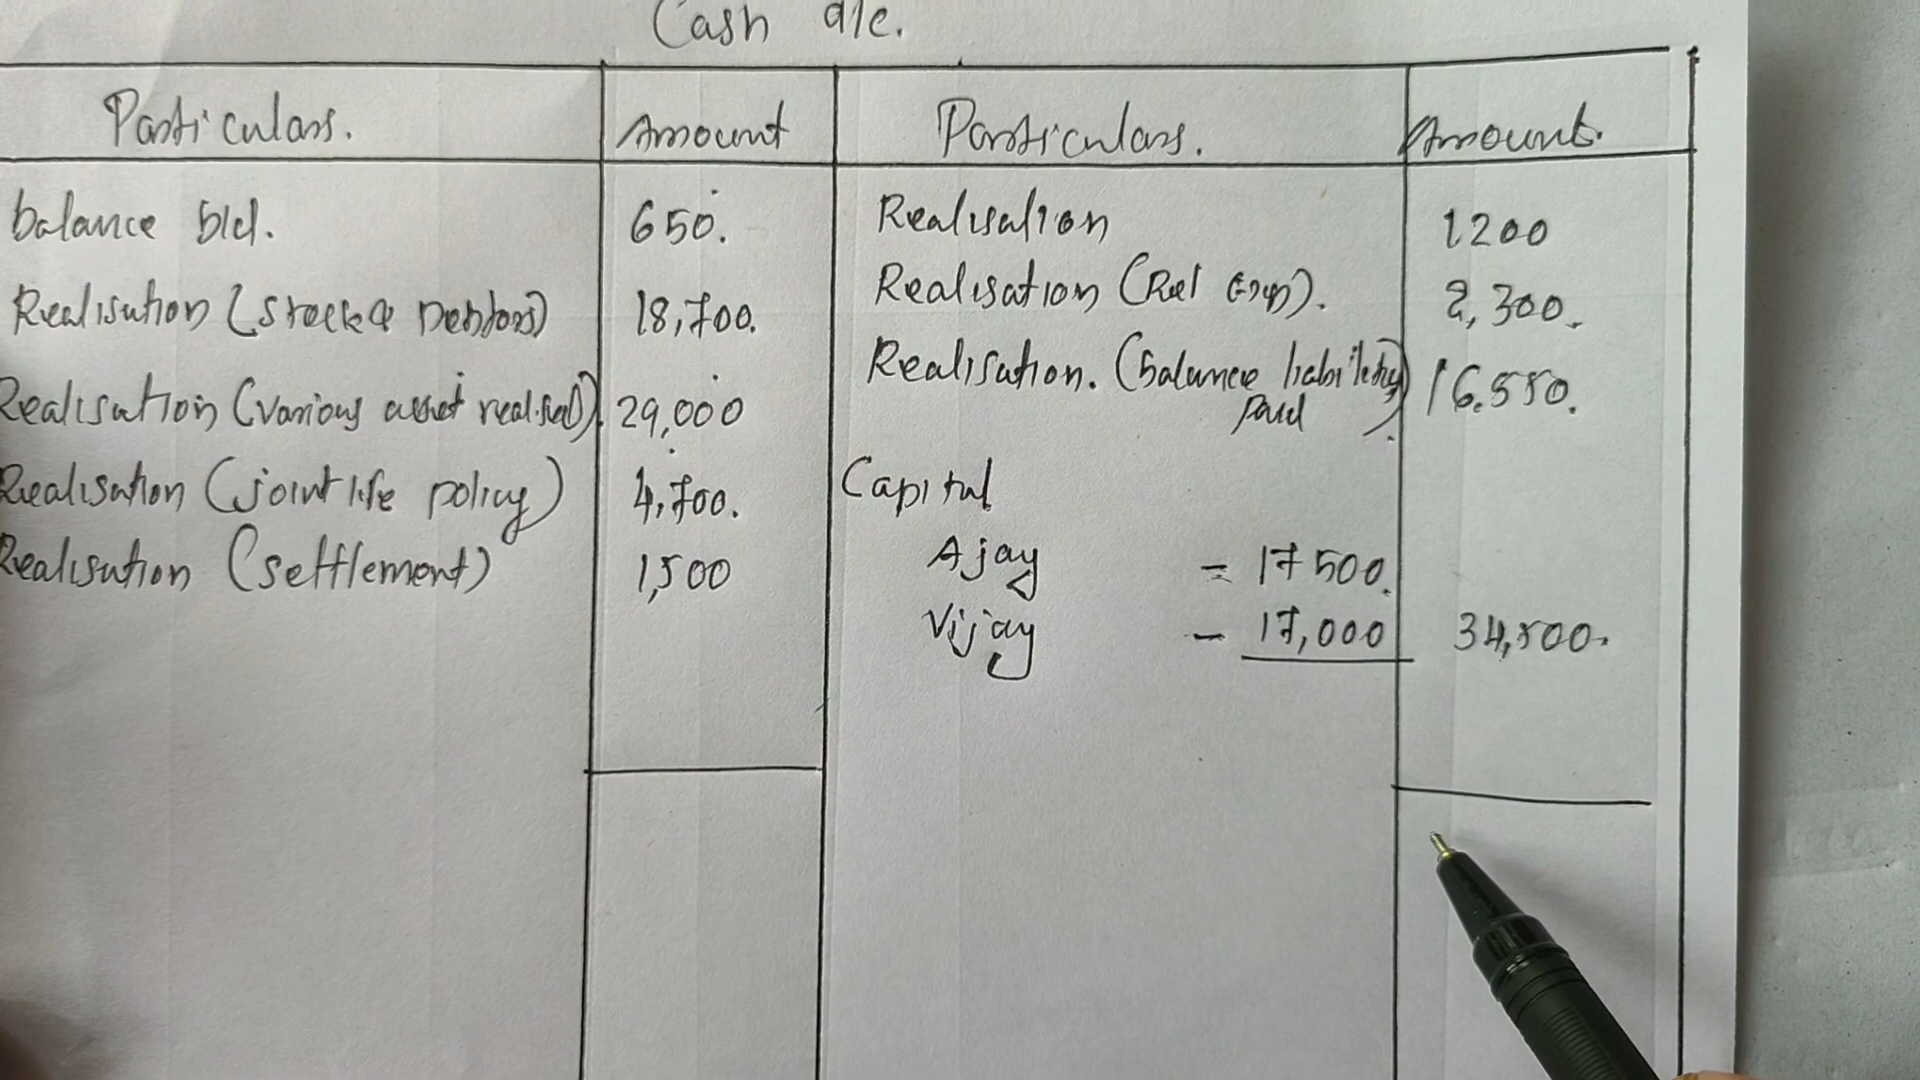 Cash a/c.
Particulars. Amount Particulars. Amount.
balance b/d. 650. Realisation 1200
Realisation (stock & Debtors) 18,700. Realisation (Rel Exp). 2,300.
Realisation (various asset realised) 29,000 Realisation. (balance liability paid) 16.550.
Realisation (joint life policy) 4,700. Capital
Realisation (settlement) 1,500 Ajay = 17500.
Vijay - 17,000 34,500.